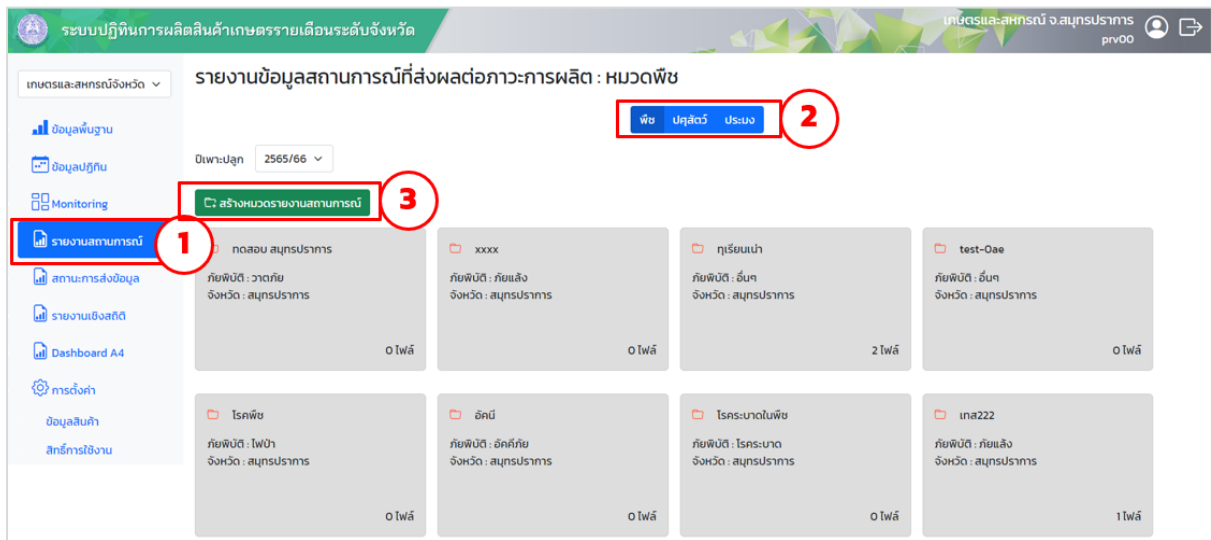 ระบบปฏิทินการผลิตสินค้าเกษตรรายเดือนระดับจังหวัด
เกษตรและสหกรณ์ จ.สมุทรปราการ
prv00
เกษตรและสหกรณ์จังหวัด
ข้อมูลพื้นฐาน
ข้อมูลปฏิทิน
Monitoring
รายงานสถานการณ์
1
สถานะการส่งข้อมูล
รายงานเชิงสถิติ
Dashboard A4
การตั้งค่า
ข้อมูลสินค้า
สิทธิ์การใช้งาน
รายงานข้อมูลสถานการณ์ที่ส่งผลต่อภาวะการผลิต : หมวดพืช
พืช ปศุสัตว์ ประมง
2
ปีเพาะปลูก 2565/66
สร้างหมวดรายงานสถานการณ์
3
ทดสอบ สมุทรปราการ
ภัยพิบัติ : วาตภัย
จังหวัด : สมุทรปราการ
0 ไฟล์
xxxx
ภัยพิบัติ : ภัยแล้ง
จังหวัด : สมุทรปราการ
0 ไฟล์
ทุเรียนเน่า
ภัยพิบัติ : อื่นๆ
จังหวัด : สมุทรปราการ
2 ไฟล์
test-Oae
ภัยพิบัติ : อื่นๆ
จังหวัด : สมุทรปราการ
0 ไฟล์
โรคพืช
ภัยพิบัติ : ไฟป่า
จังหวัด : สมุทรปราการ
0 ไฟล์
อัคนี
ภัยพิบัติ : อัคคีภัย
จังหวัด : สมุทรปราการ
0 ไฟล์
โรคระบาดในพืช
ภัยพิบัติ : โรคระบาด
จังหวัด : สมุทรปราการ
0 ไฟล์
เทส222
ภัยพิบัติ : ภัยแล้ง
จังหวัด : สมุทรปราการ
1 ไฟล์